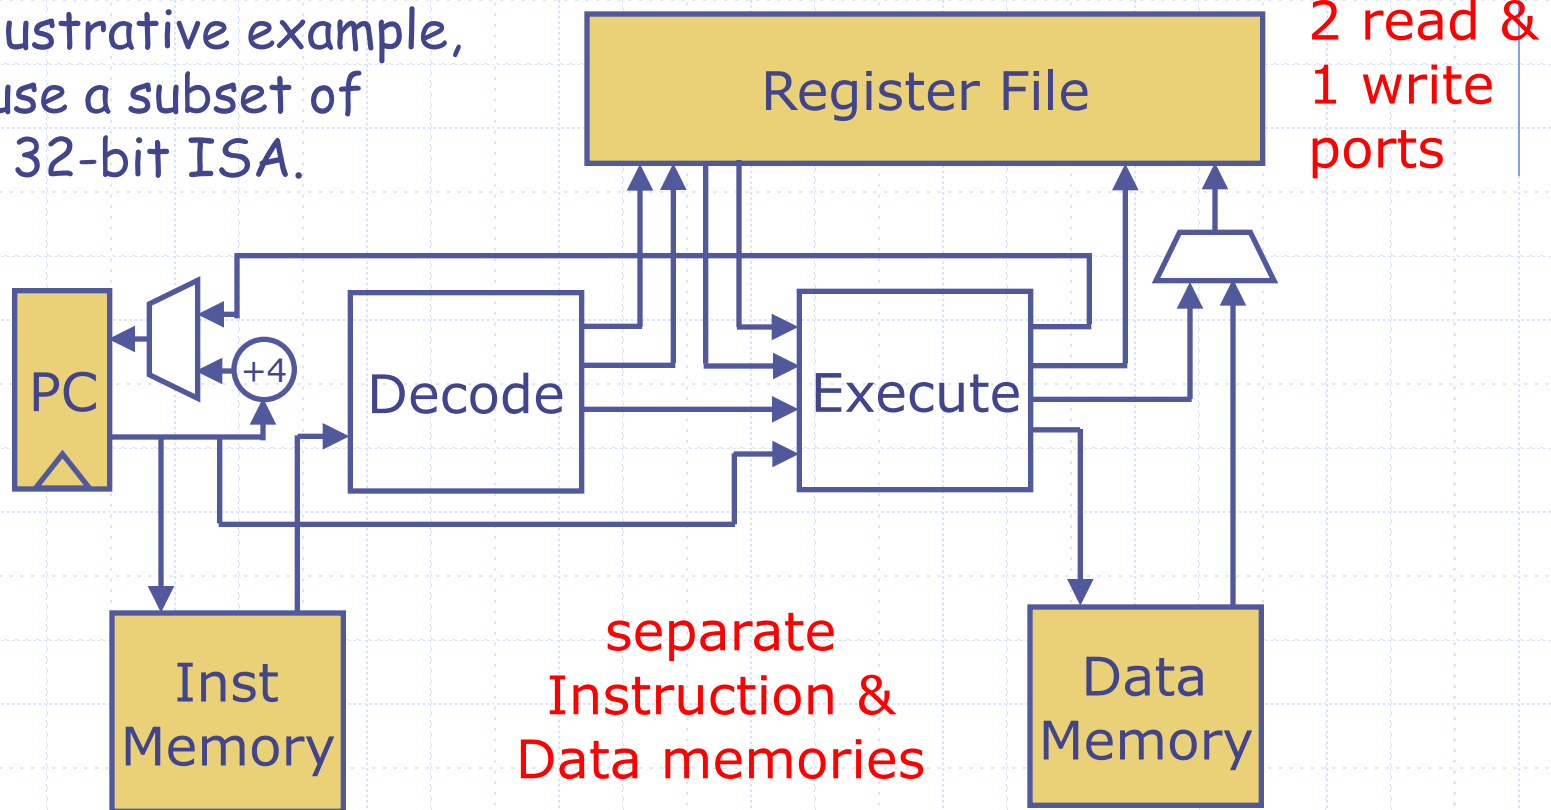 ustrative example,
use a subset of
32-bit ISA.
Register File
2 read &
1 write
ports
PC
+4
Decode
Execute
Inst
Memory
separate
Instruction &
Data memories
Data
Memory